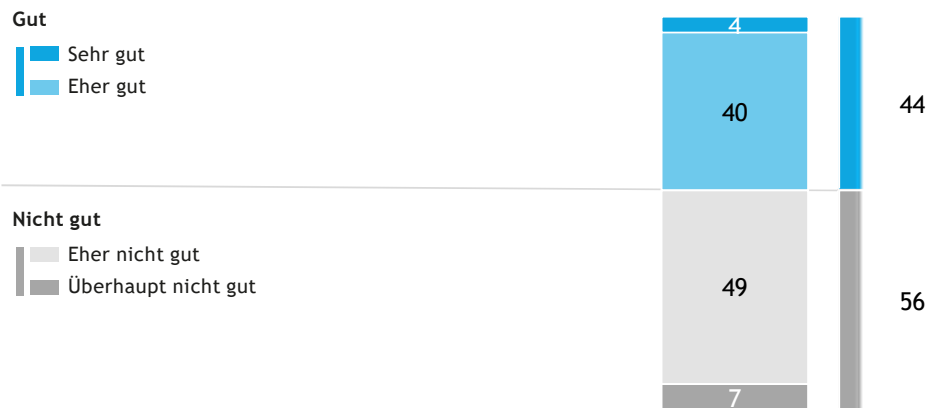 Gut
Sehr gut
Eher gut
4
40
44
Nicht gut
Eher nicht gut
Überhaupt nicht gut
49
56
7